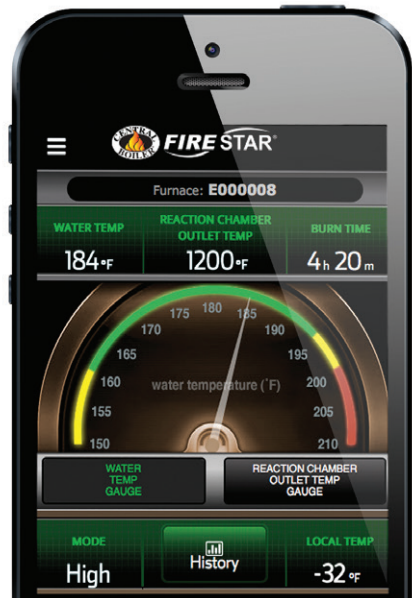 CENTRAL BOILER
FIRESTAR®
Furnace: E000008
WATER TEMP
184°F
REACTION CHAMBER
OUTLET TEMP
1200°F
BURN TIME
4h 20m
150
155
160
165
170
175
180
185
190
195
200
205
210
water temperature (°F)
WATER
TEMP
GAUGE
REACTION CHAMBER
OUTLET TEMP
GAUGE
MODE
High
History
LOCAL TEMP
-32°F